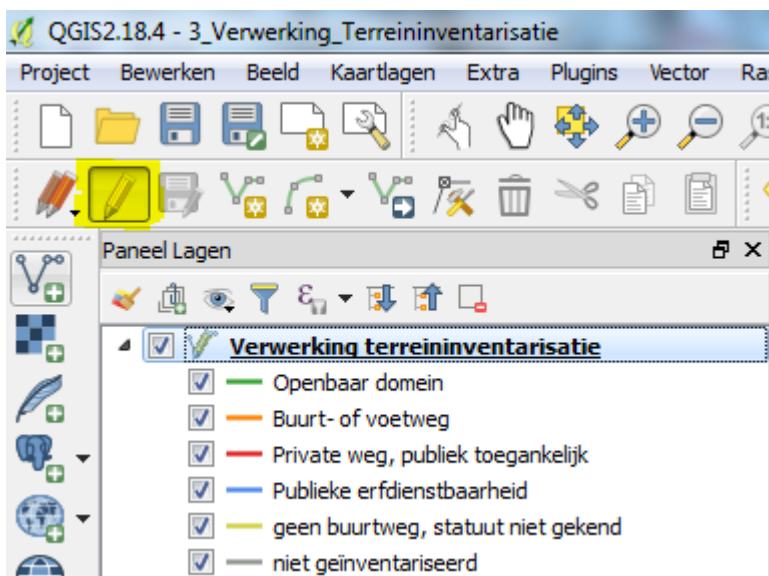 QGIS2.18.4 - 3_Verwerking_Terreininventarisatie
Project Bewerken Beeld Kaartlagen Extra Plugins Vector Ra
Paneel Lagen
Verwerking terreininventarisatie
Openbaar domein
Buurt- of voetweg
Private weg, publiek toegankelijk
Publieke erfdienstbaarheid
geen buurtweg, statuut niet gekend
niet geïnventariseerd